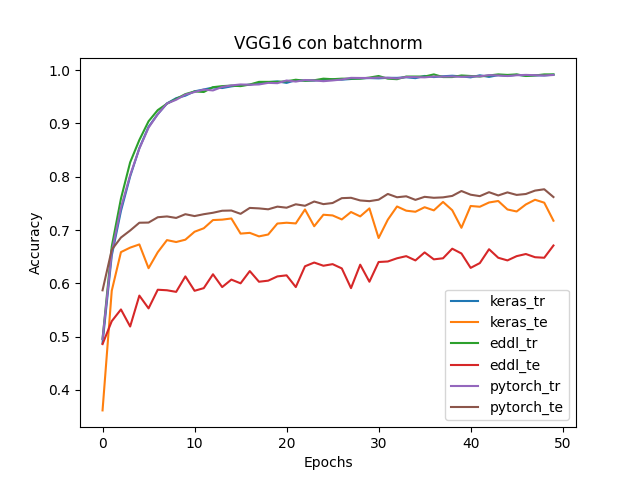 VGG16 con batchnorm
Accuracy
1.0
0.9
0.8
0.7
0.6
0.5
0.4
0
10
20
30
40
50
Epochs
keras_tr
keras_te
eddl_tr
eddl_te
pytorch_tr
pytorch_te